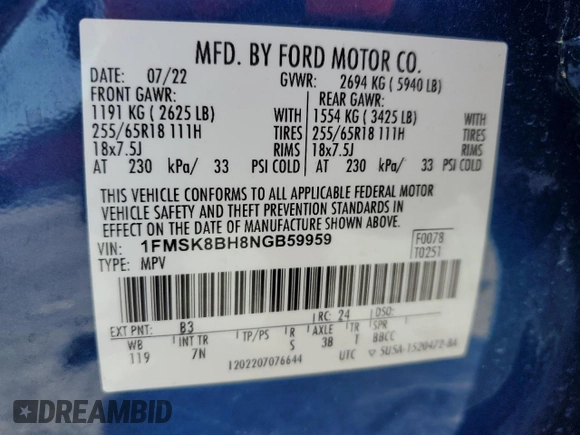 MFD. BY FORD MOTOR CO.
DATE: 07/22 GVWR: 2694 KG ( 5940 LB)
FRONT GAWR: REAR GAWR:
1191 KG ( 2625 LB) WITH 1554 KG ( 3425 LB) WITH
255/65R18 111H TIRES 255/65R18 111H TIRES
18x7.5J RIMS 18x7.5J RIMS
AT 230 kPa/ 33 PSI COLD AT 230 kPa/ 33 PSI COLD
THIS VEHICLE CONFORMS TO ALL APPLICABLE FEDERAL MOTOR
VEHICLE SAFETY AND THEFT PREVENTION STANDARDS IN
EFFECT ON THE DATE OF MANUFACTURE SHOWN ABOVE.
VIN: 1FMSK8BH8NGB59959 F0078
TYPE: MPV T0251
EXT PNT: B3 RC: 24 DSO:
WB INT TR TP/PS R AXLE TR SPR
119 7N S 3B T BBCC
1202207076644 UTC 5USA-1520472-BA
DREAMBID